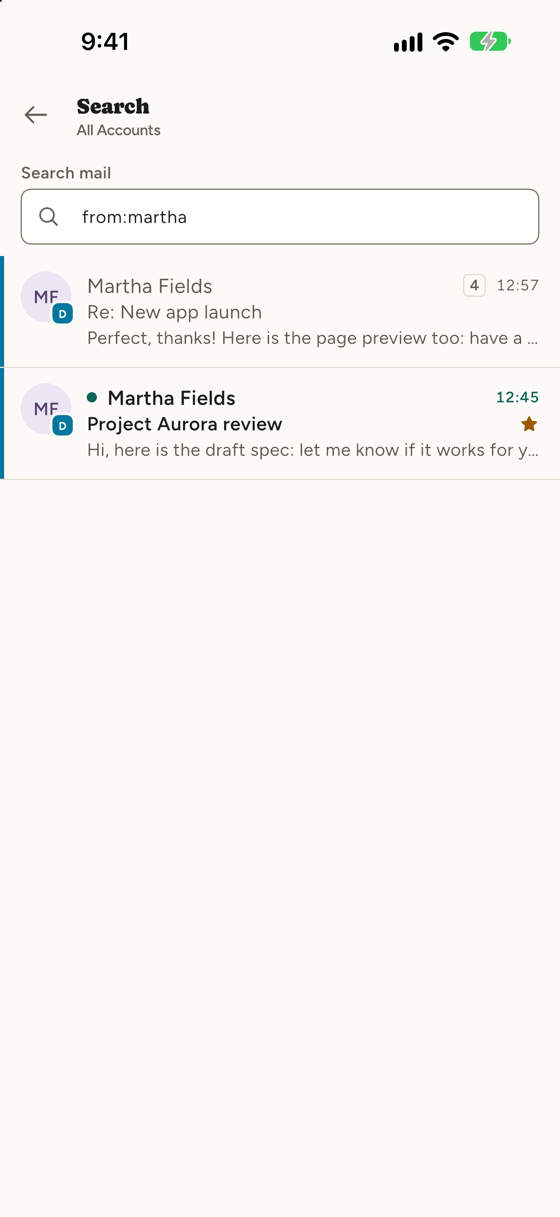 9:41
Search
All Accounts
Search mail
from:martha
MF
D
Martha Fields
4
12:57
Re: New app launch
Perfect, thanks! Here is the page preview too: have a ...
MF
D
Martha Fields
12:45
Project Aurora review
Hi, here is the draft spec: let me know if it works for y...